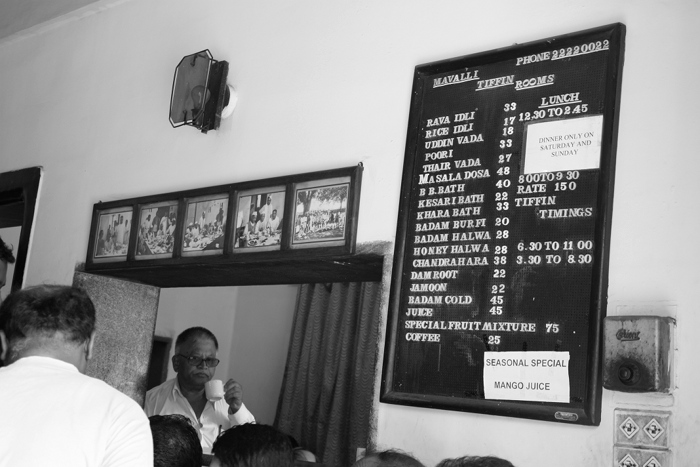 PHONE 22220022
MAVALLI TIFFIN ROOMS
RAVA IDLI 33
RICE IDLI 17
UDDIN VADA 18
POORI 33
THAIR VADA 27
MASALA DOSA 48
B B BATH 40
KESARI BATH 22
KHARA BATH 33
BADAM BURFI 20
BADAM HALWA 28
HONEY HALWA 28
CHANDRAHARA 38
DAMROOT 22
JAMOON 22
BADAM COLD 45
JUICE 45
SPECIAL FRUIT MIXTURE 75
COFFEE 25
LUNCH
12.30 TO 2.45
DINNER ONLY ON
SATURDAY AND
SUNDAY
8 00 TO 9 30
RATE 150
TIFFIN
TIMINGS
6.30 TO 11 00
3.30 TO 8.30
SEASONAL SPECIAL
MANGO JUICE